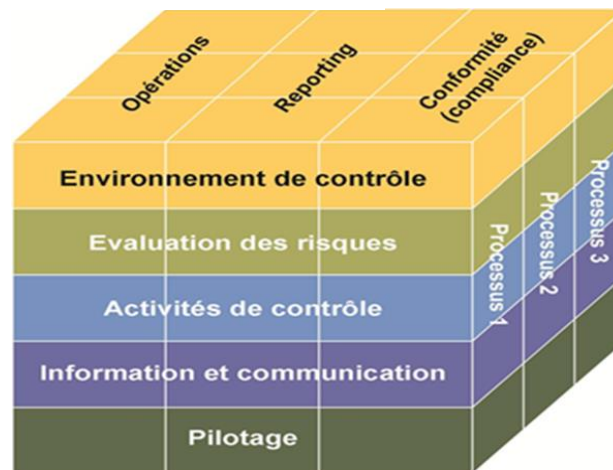 Opérations
Reporting
Conformité
(compliance)
Environnement de contrôle
Evaluation des risques
Activités de contrôle
Information et communication
Pilotage
Processus 1
Processus 2
Processus 3